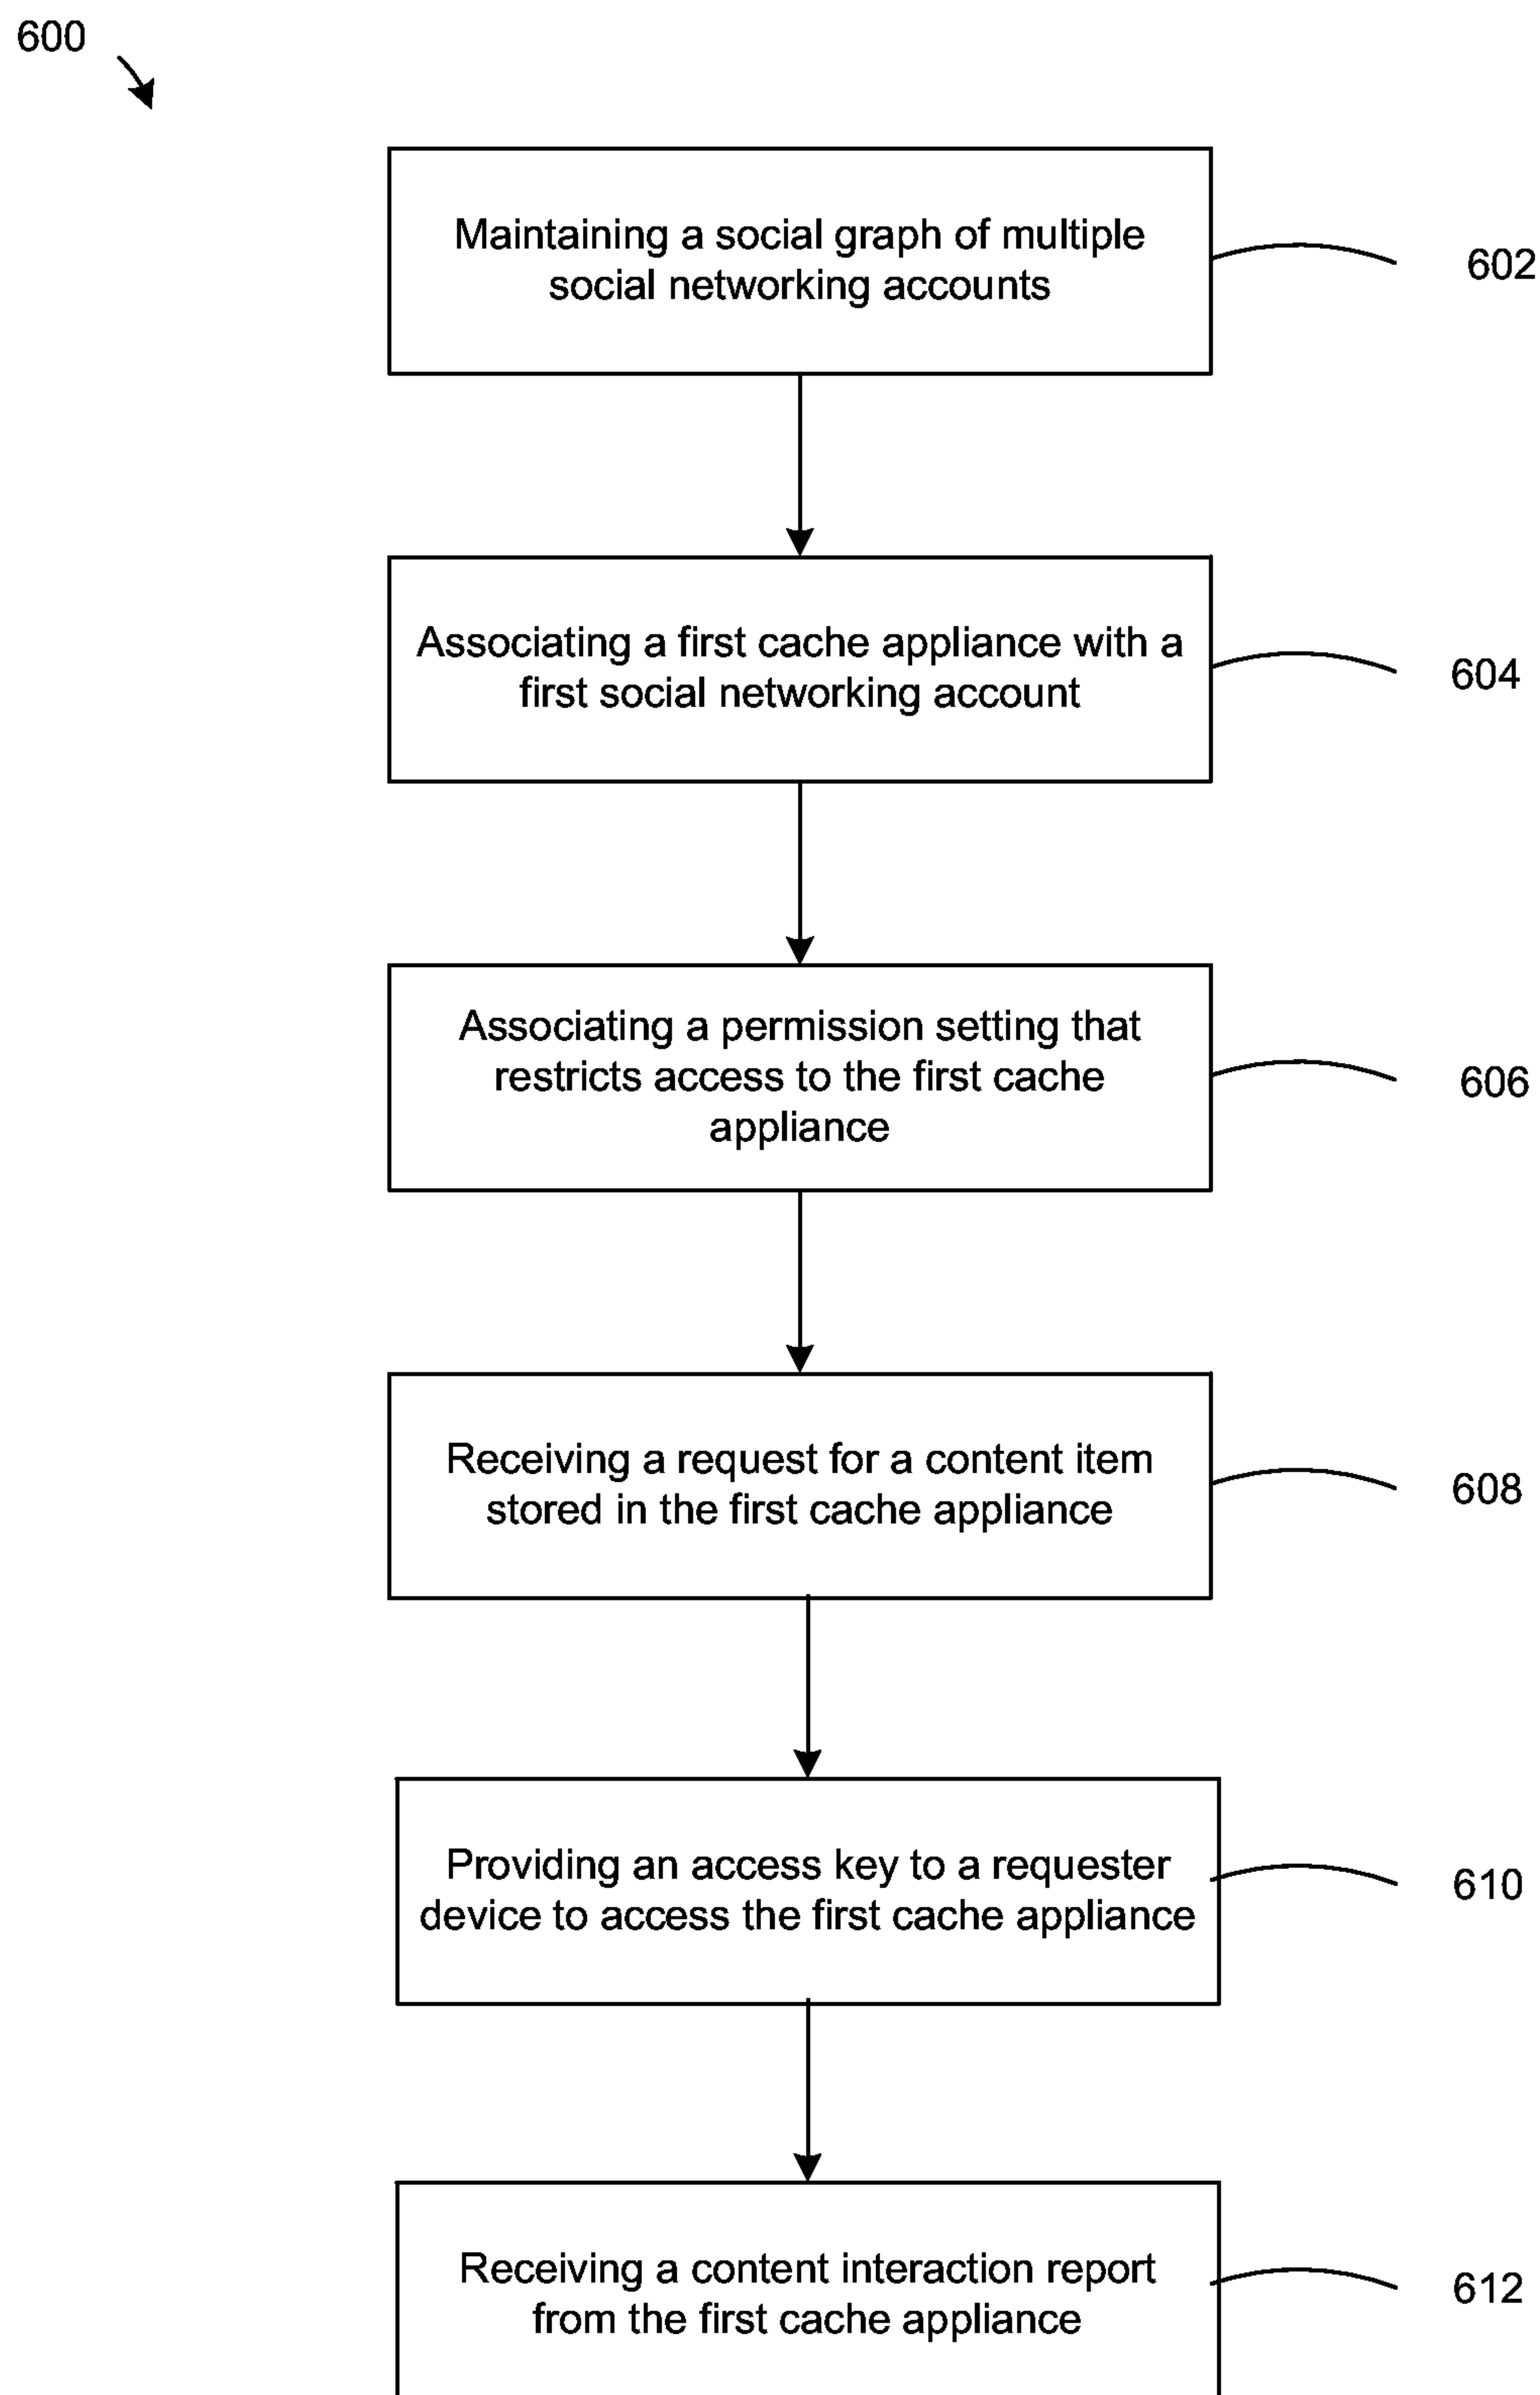 600
Maintaining a social graph of multiple
social networking accounts
602
Associating a first cache appliance with a
first social networking account
604
Associating a permission setting that
restricts access to the first cache
appliance
606
Receiving a request for a content item
stored in the first cache appliance
608
Providing an access key to a requester
device to access the first cache appliance
610
Receiving a content interaction report
from the first cache appliance
612